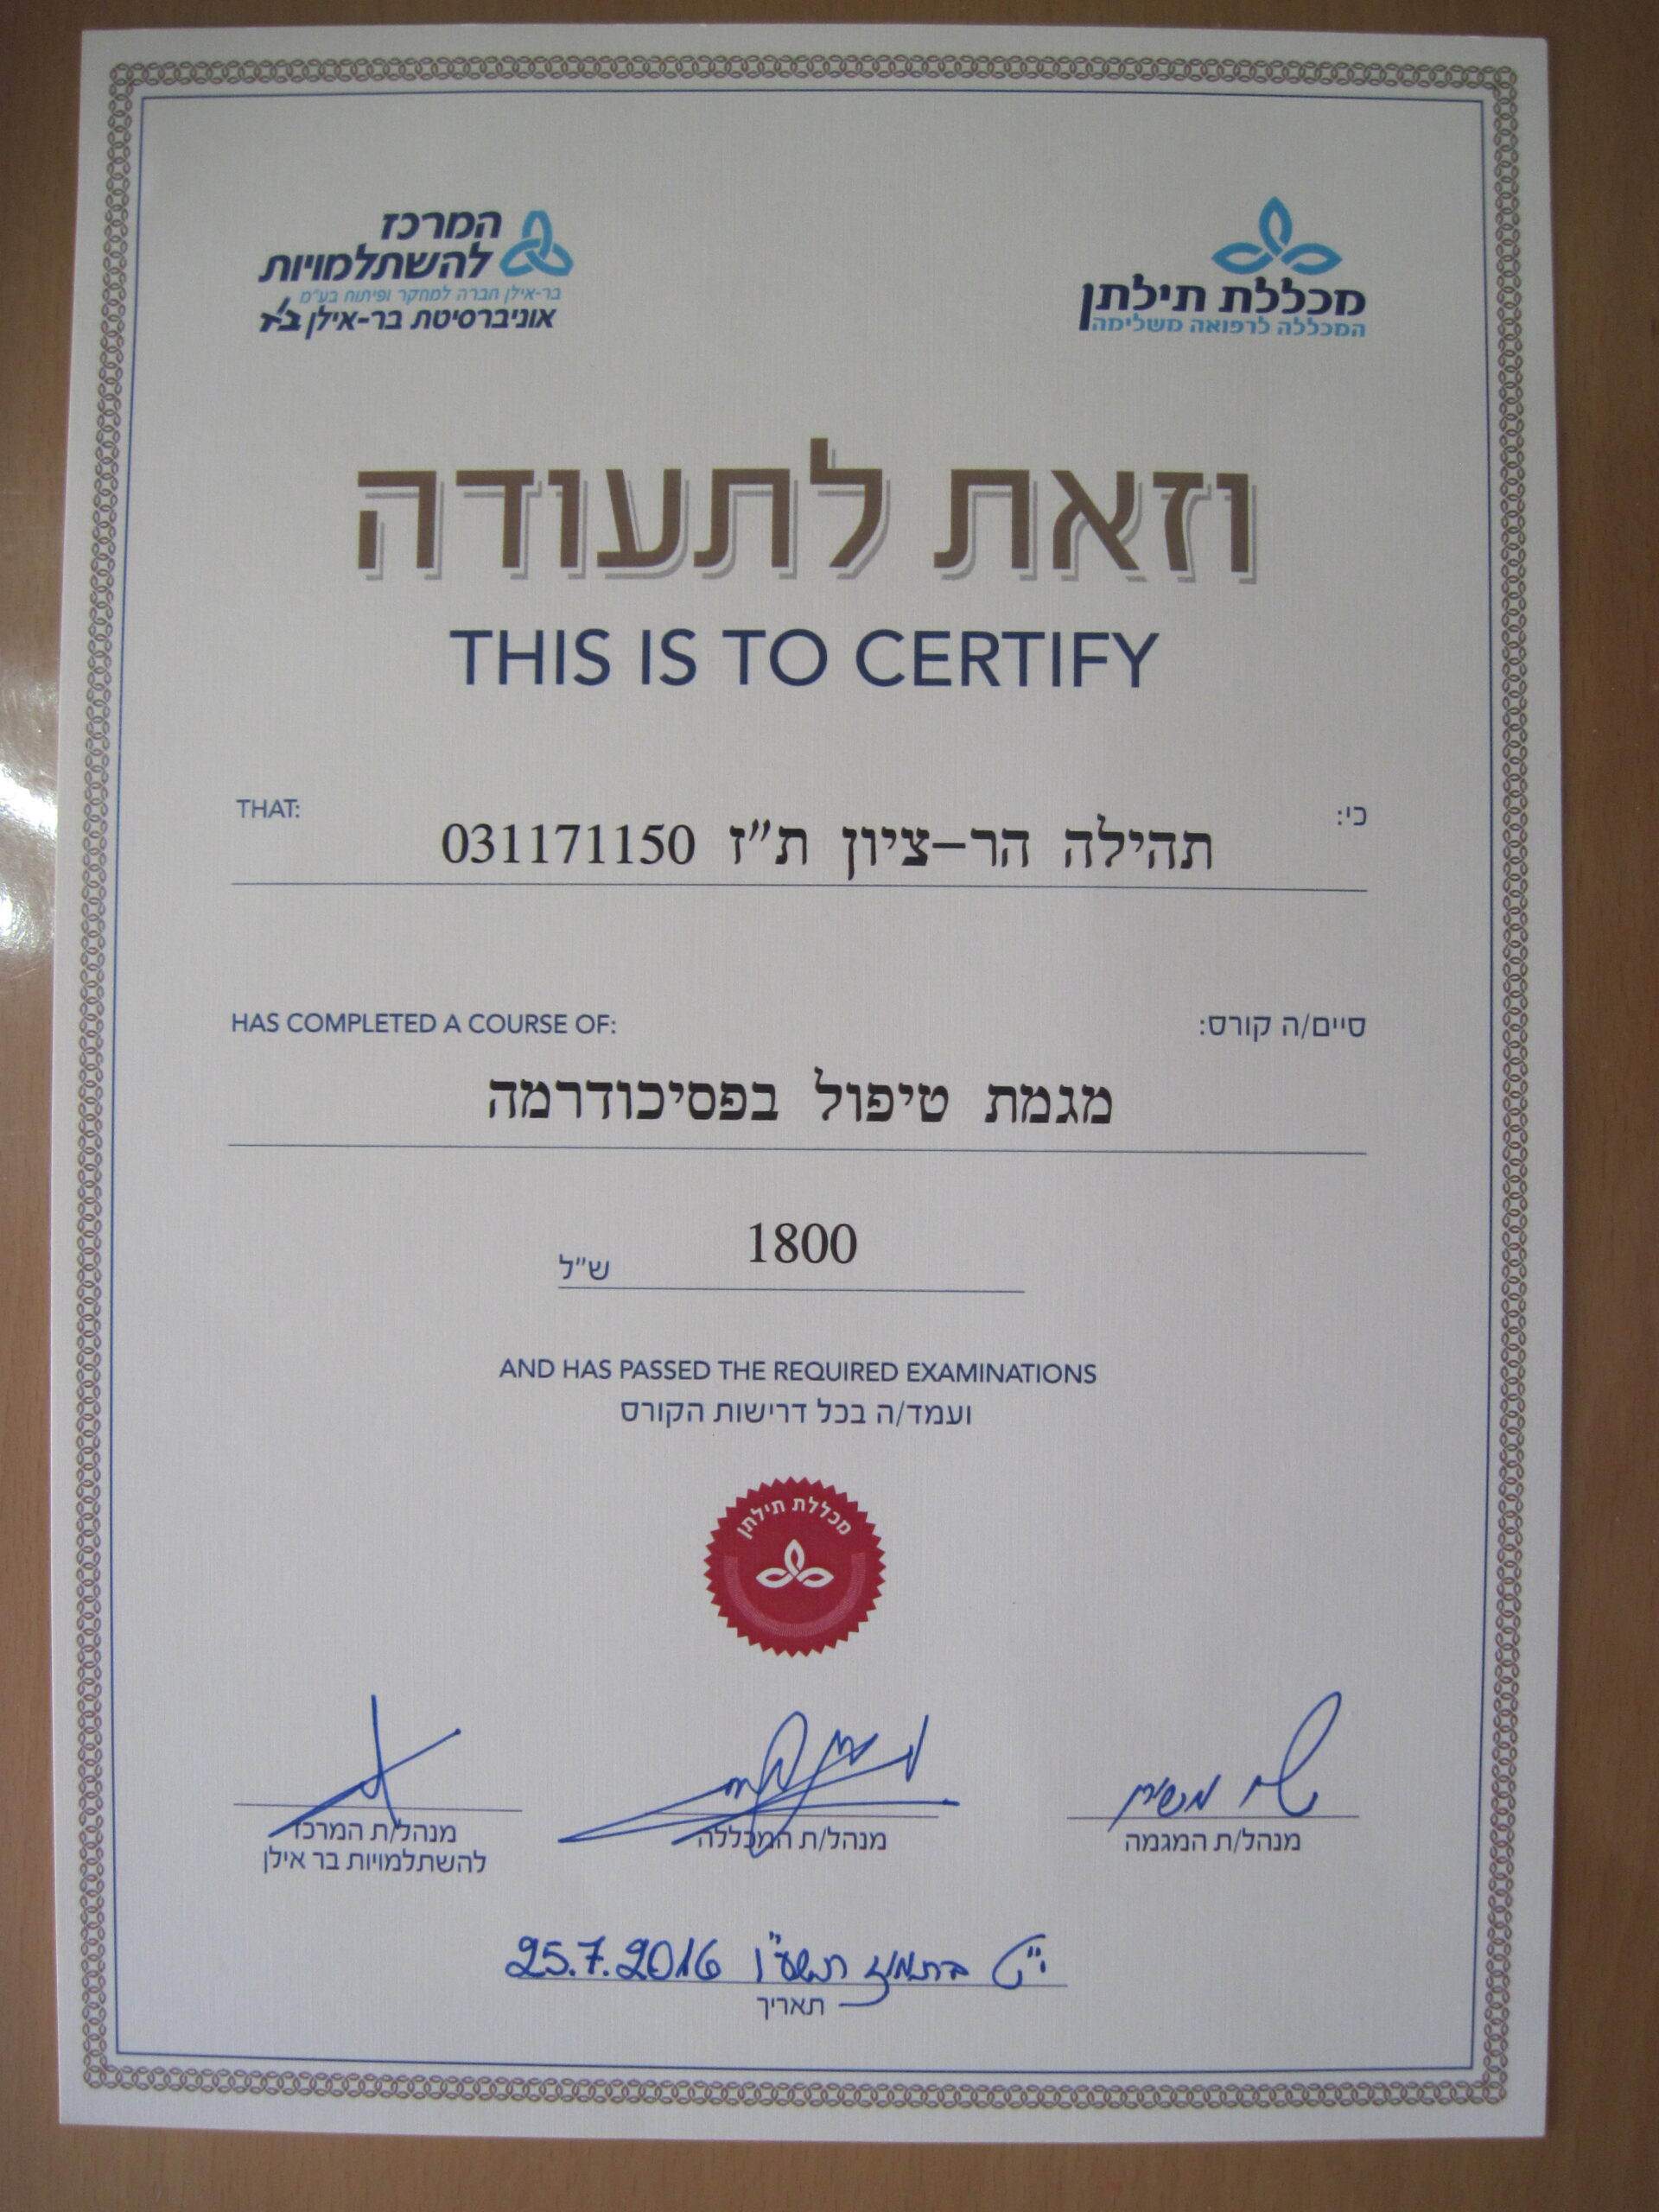 מכללת תילתן
המכללה לרפואה משלימה
המרכז
להשתלמויות
בר-אילן חברה למחקר ופיתוח בע"מ
אוניברסיטת בר-אילן
וזאת לתעודה
THIS IS TO CERTIFY
THAT: כי:
תהילה הר-ציון ת"ז 031171150
HAS COMPLETED A COURSE OF: סיים/ה קורס:
מגמת טיפול בפסיכודרמה
1800 ש"ל
AND HAS PASSED THE REQUIRED EXAMINATIONS
ועמד/ה בכל דרישות הקורס
מכללת תילתן
מנהל/ת המגמה
מנהל/ת המכללה
מנהל/ת המרכז
להשתלמויות בר אילן
י"ט בתמוז תשע"ו 25.7.2016
תאריך